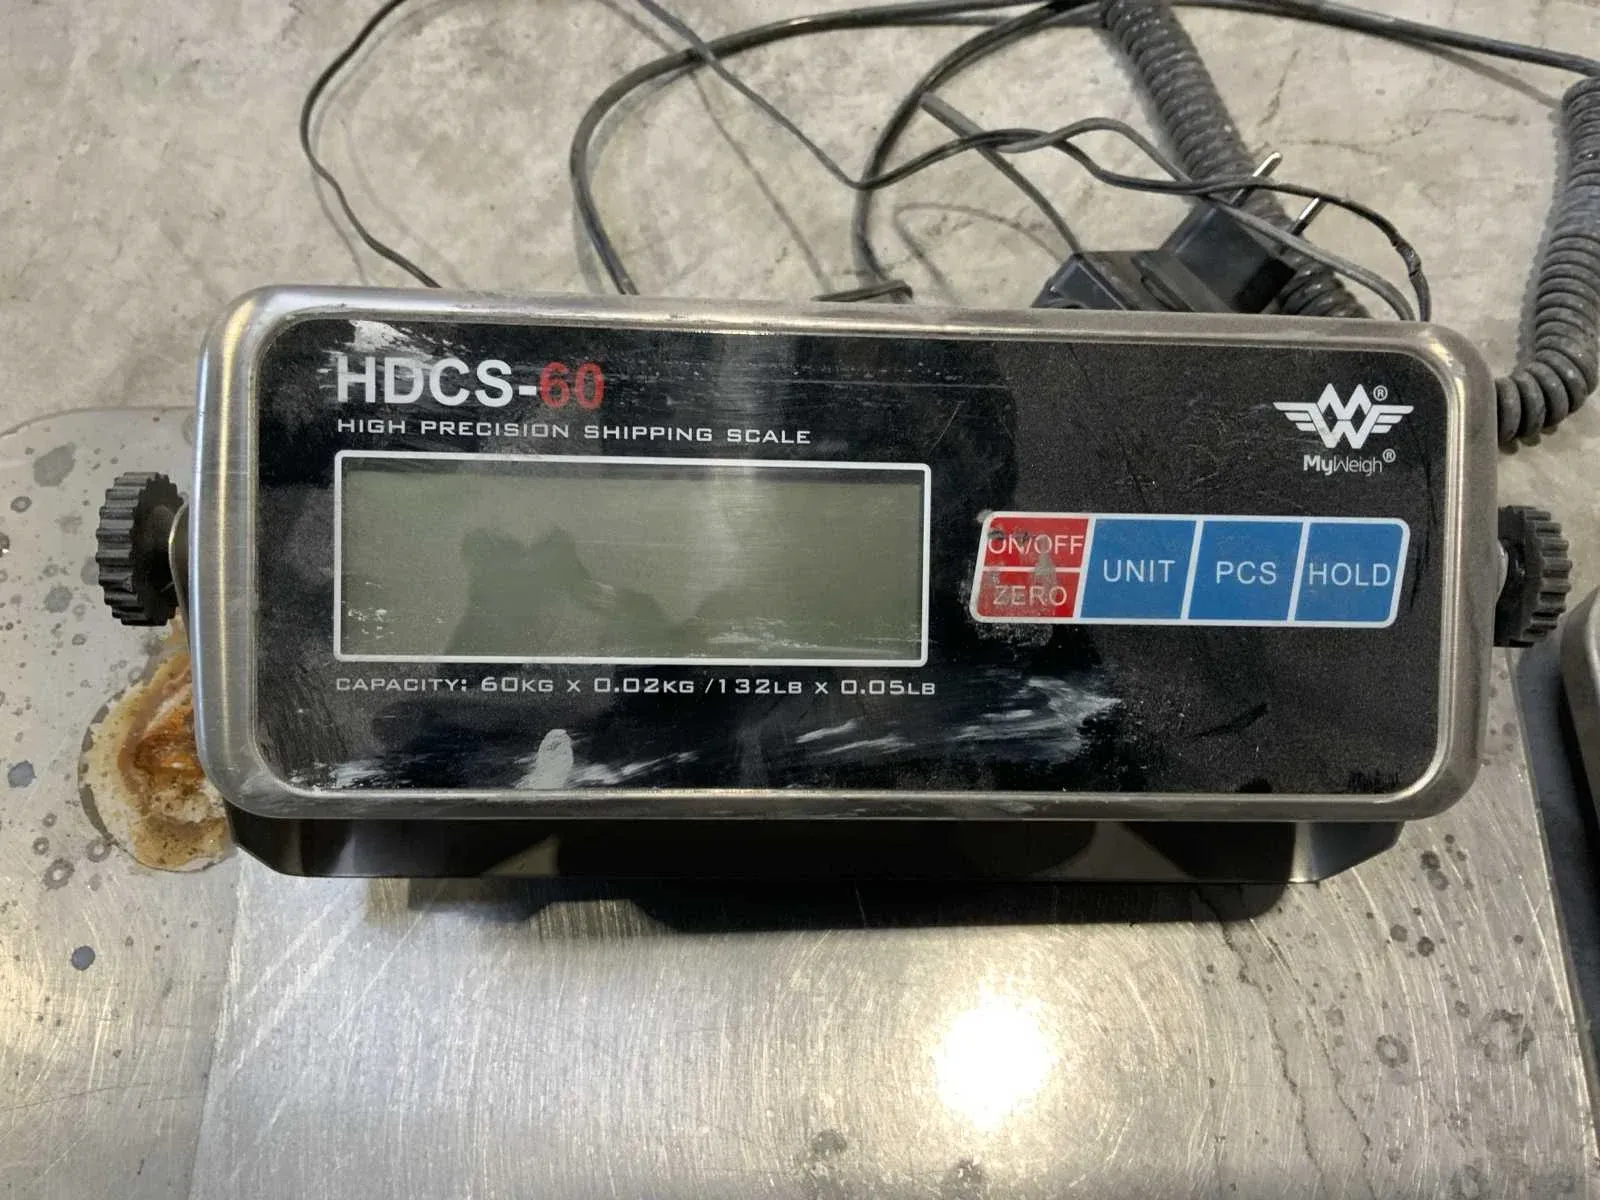 HDCS-60
HIGH PRECISION SHIPPING SCALE
®
MyWeigh®
ON/OFF
ZERO
UNIT
PCS
HOLD
CAPACITY: 60KG X 0.02KG /132LB X 0.05LB